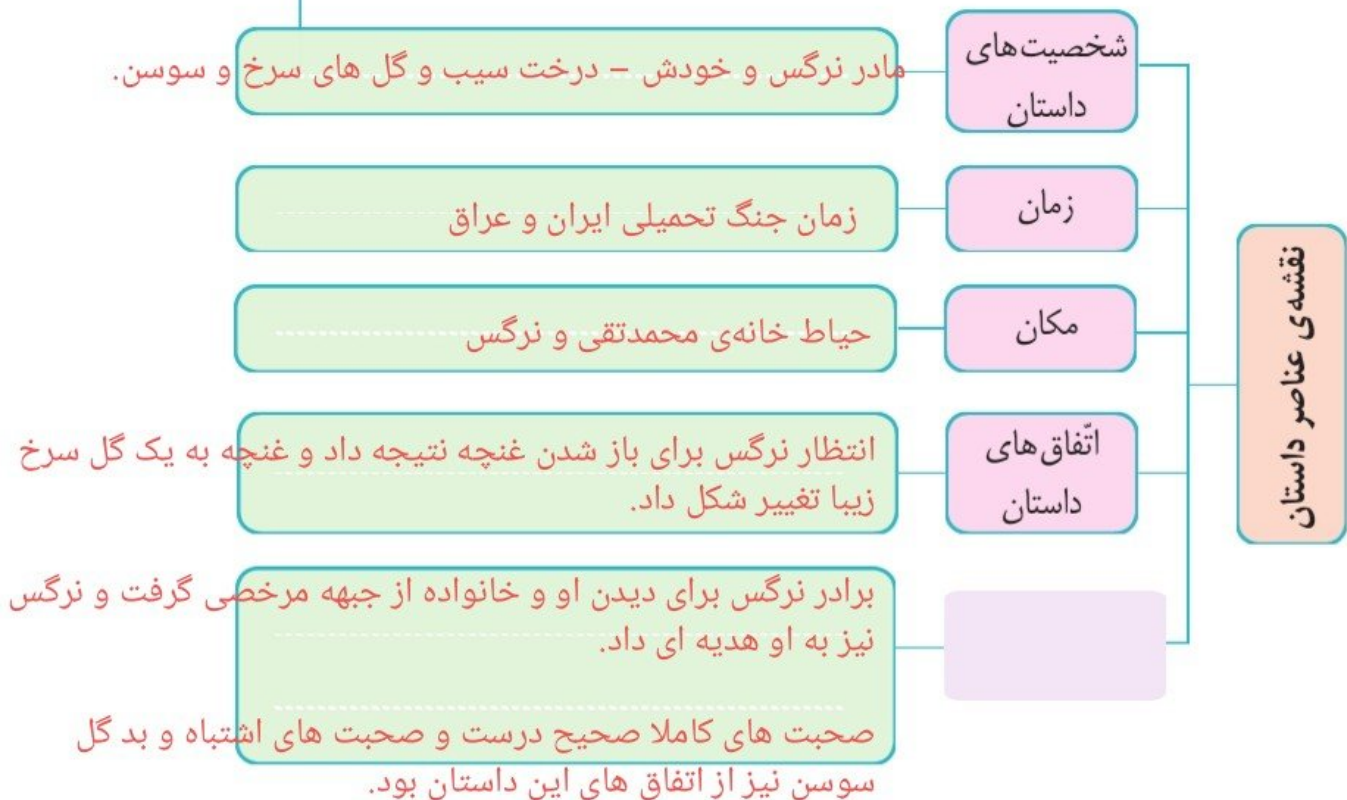 نقشه‌ی عناصر داستان
شخصیت‌های
داستان
مادر نرگس و خودش – درخت سیب و گل های سرخ و سوسن.
زمان
زمان جنگ تحمیلی ایران و عراق
مکان
حیاط خانه‌ی محمدتقی و نرگس
اتّفاق‌های
داستان
انتظار نرگس برای باز شدن غنچه نتیجه داد و غنچه به یک گل سرخ
زیبا تغییر شکل داد.
برادر نرگس برای دیدن او و خانواده از جبهه مرخصی گرفت و نرگس
نیز به او هدیه ای داد.
صحبت های کاملا صحیح درست و صحبت های اشتباه و بد گل
سوسن نیز از اتفاق های این داستان بود.